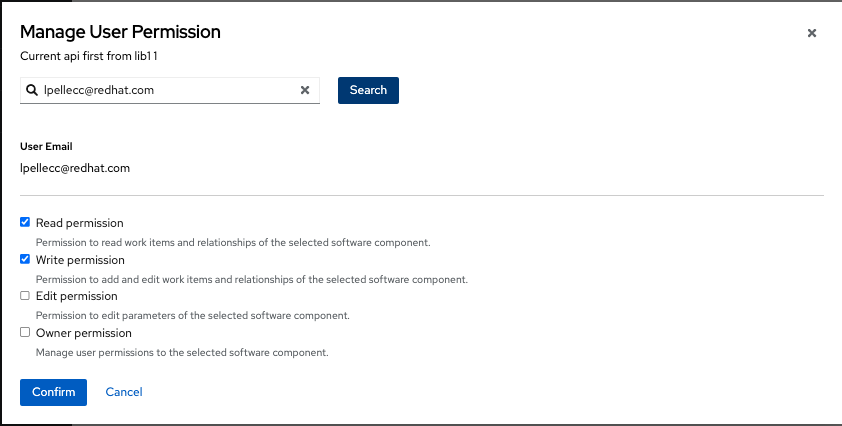 Manage User Permission
Current api first from lib11
lpellecc@redhat.com
Search
User Email
lpellecc@redhat.com
Read permission
Permission to read work items and relationships of the selected software component.
Write permission
Permission to add and edit work items and relationships of the selected software component.
Edit permission
Permission to edit parameters of the selected software component.
Owner permission
Manage user permissions to the selected software component.
Confirm Cancel